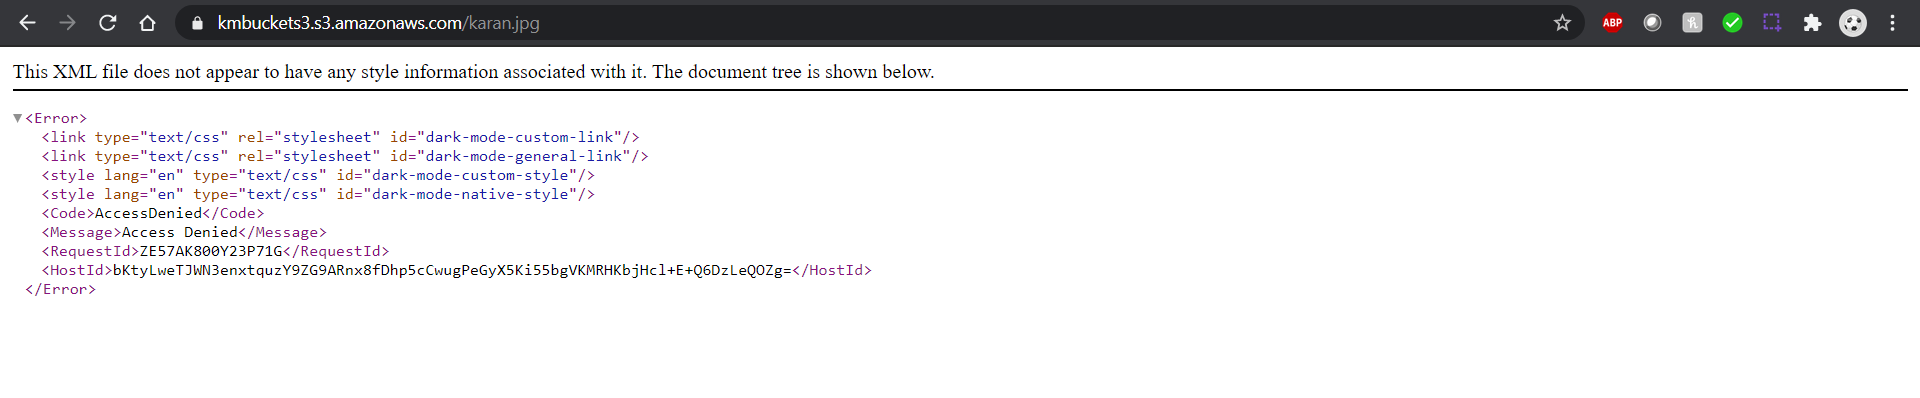 kmbuckets3.s3.amazonaws.com/karan.jpg
ABP
h
This XML file does not appear to have any style information associated with it. The document tree is shown below.
▼<Error>
<link type="text/css" rel="stylesheet" id="dark-mode-custom-link"/>
<link type="text/css" rel="stylesheet" id="dark-mode-general-link"/>
<style lang="en" type="text/css" id="dark-mode-custom-style"/>
<style lang="en" type="text/css" id="dark-mode-native-style"/>
<Code>AccessDenied</Code>
<Message>Access Denied</Message>
<RequestId>ZE57AK800Y23P71G</RequestId>
<HostId>bKtyLweTJWN3enxtquzY9ZG9ARnx8fDhp5cCwugPeGyX5Ki55bgVKMRHKbjHcl+E+Q6DzLeQOZg=</HostId>
</Error>